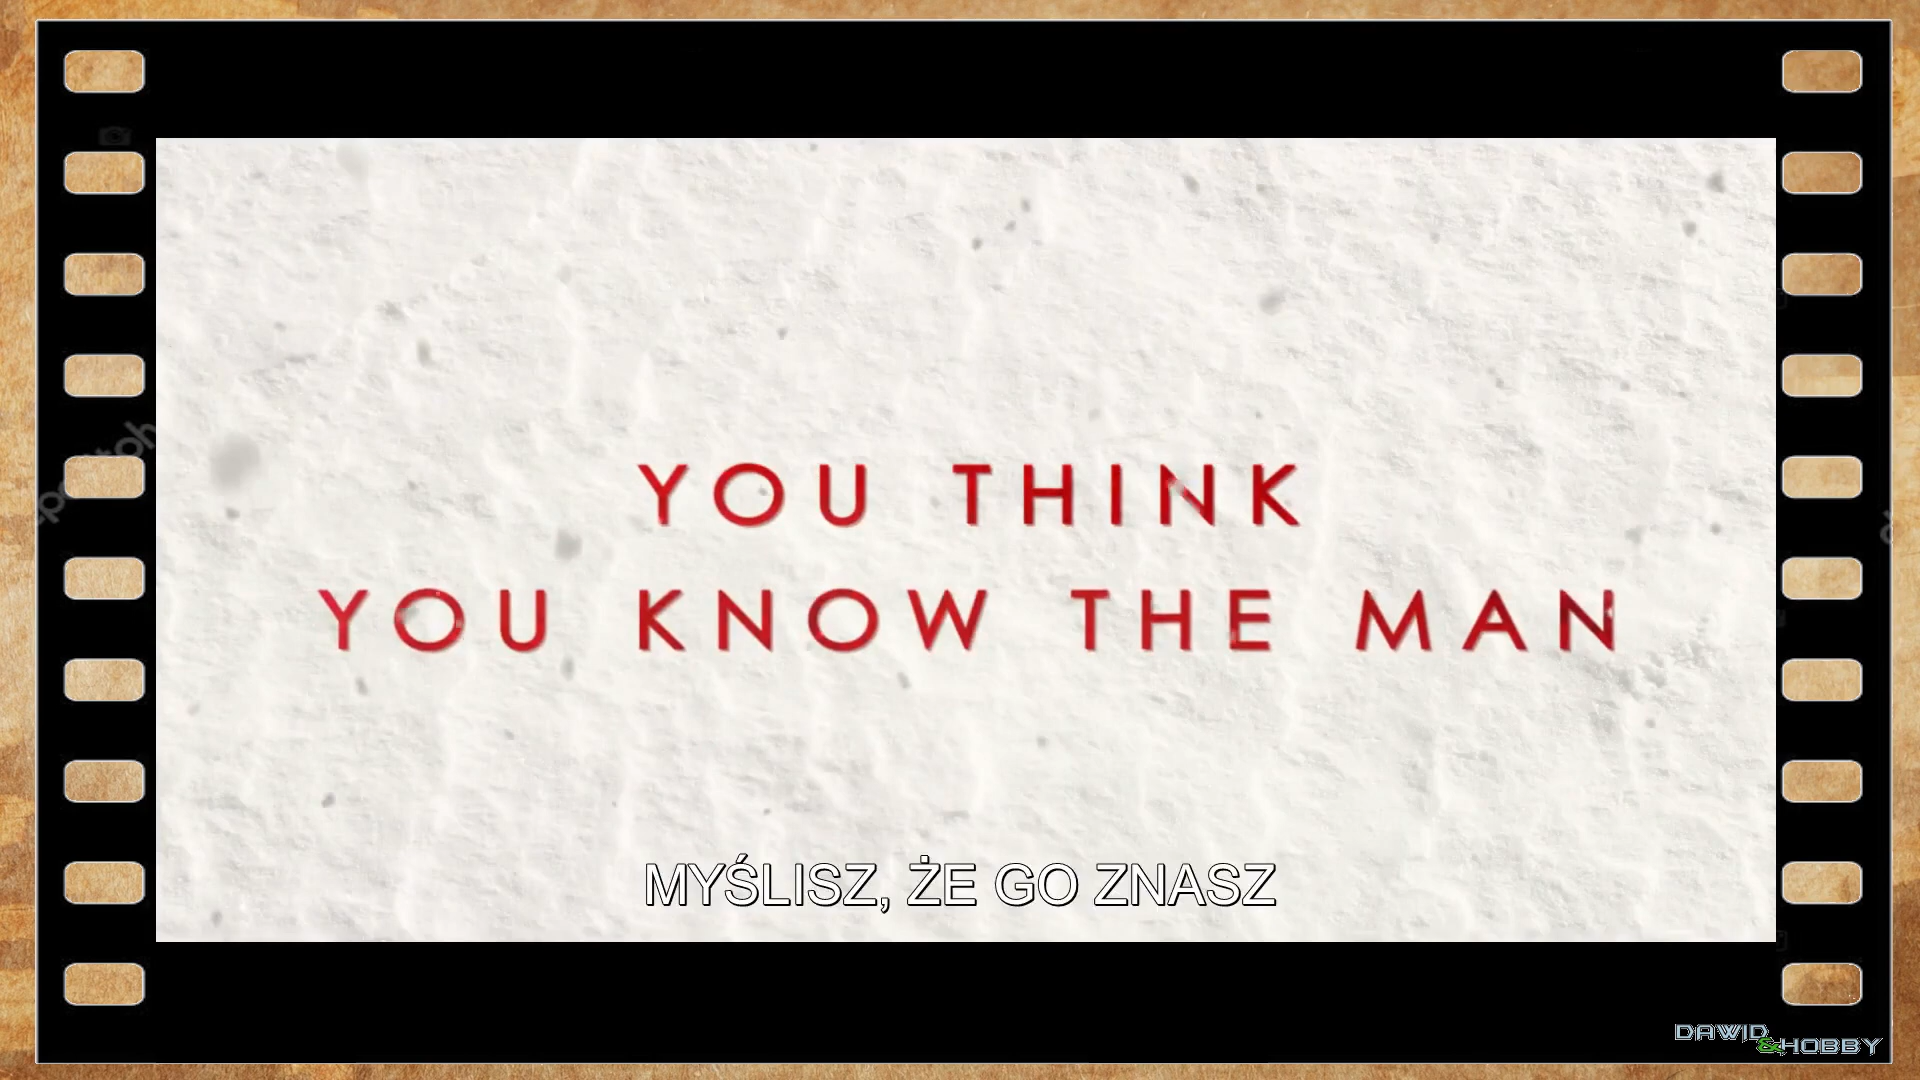 YOU THINK
YOU KNOW THE MAN
MYŚLISZ, ŻE GO ZNASZ
DAWID
&HOBBY